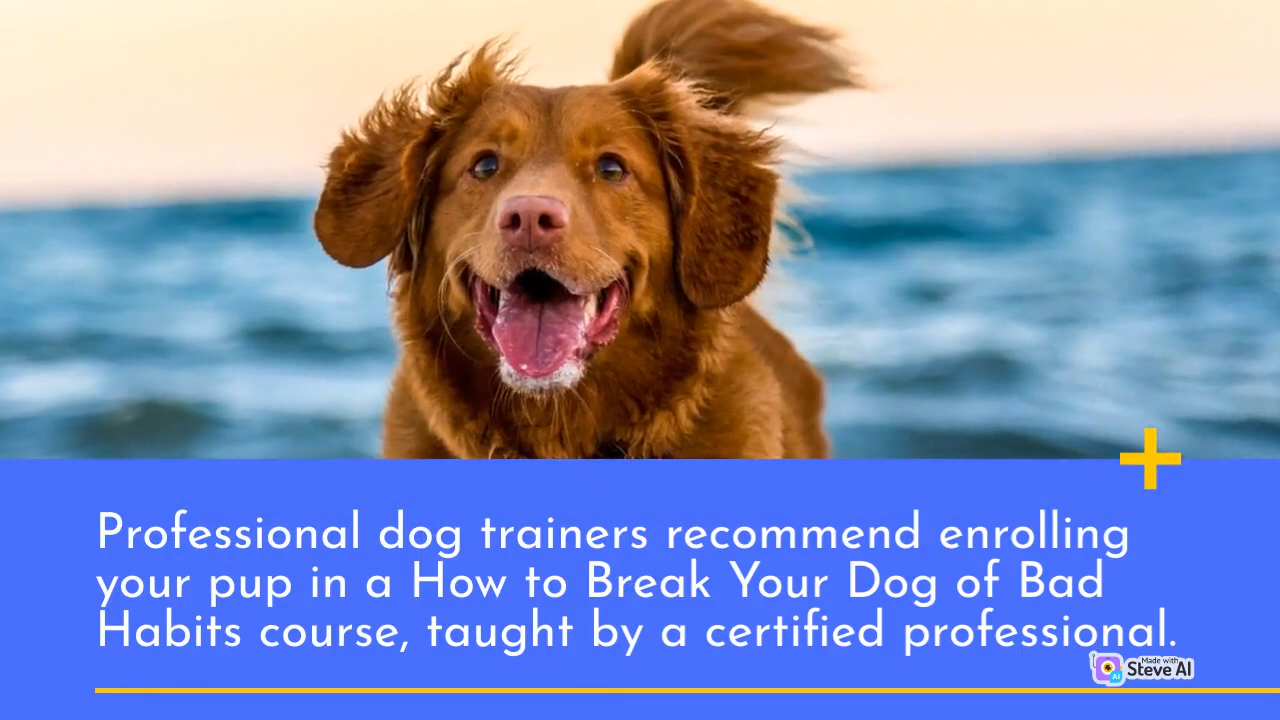 Professional dog trainers recommend enrolling
your pup in a How to Break Your Dog of Bad
Habits course, taught by a certified professional.
Made with
Steve AI
AI